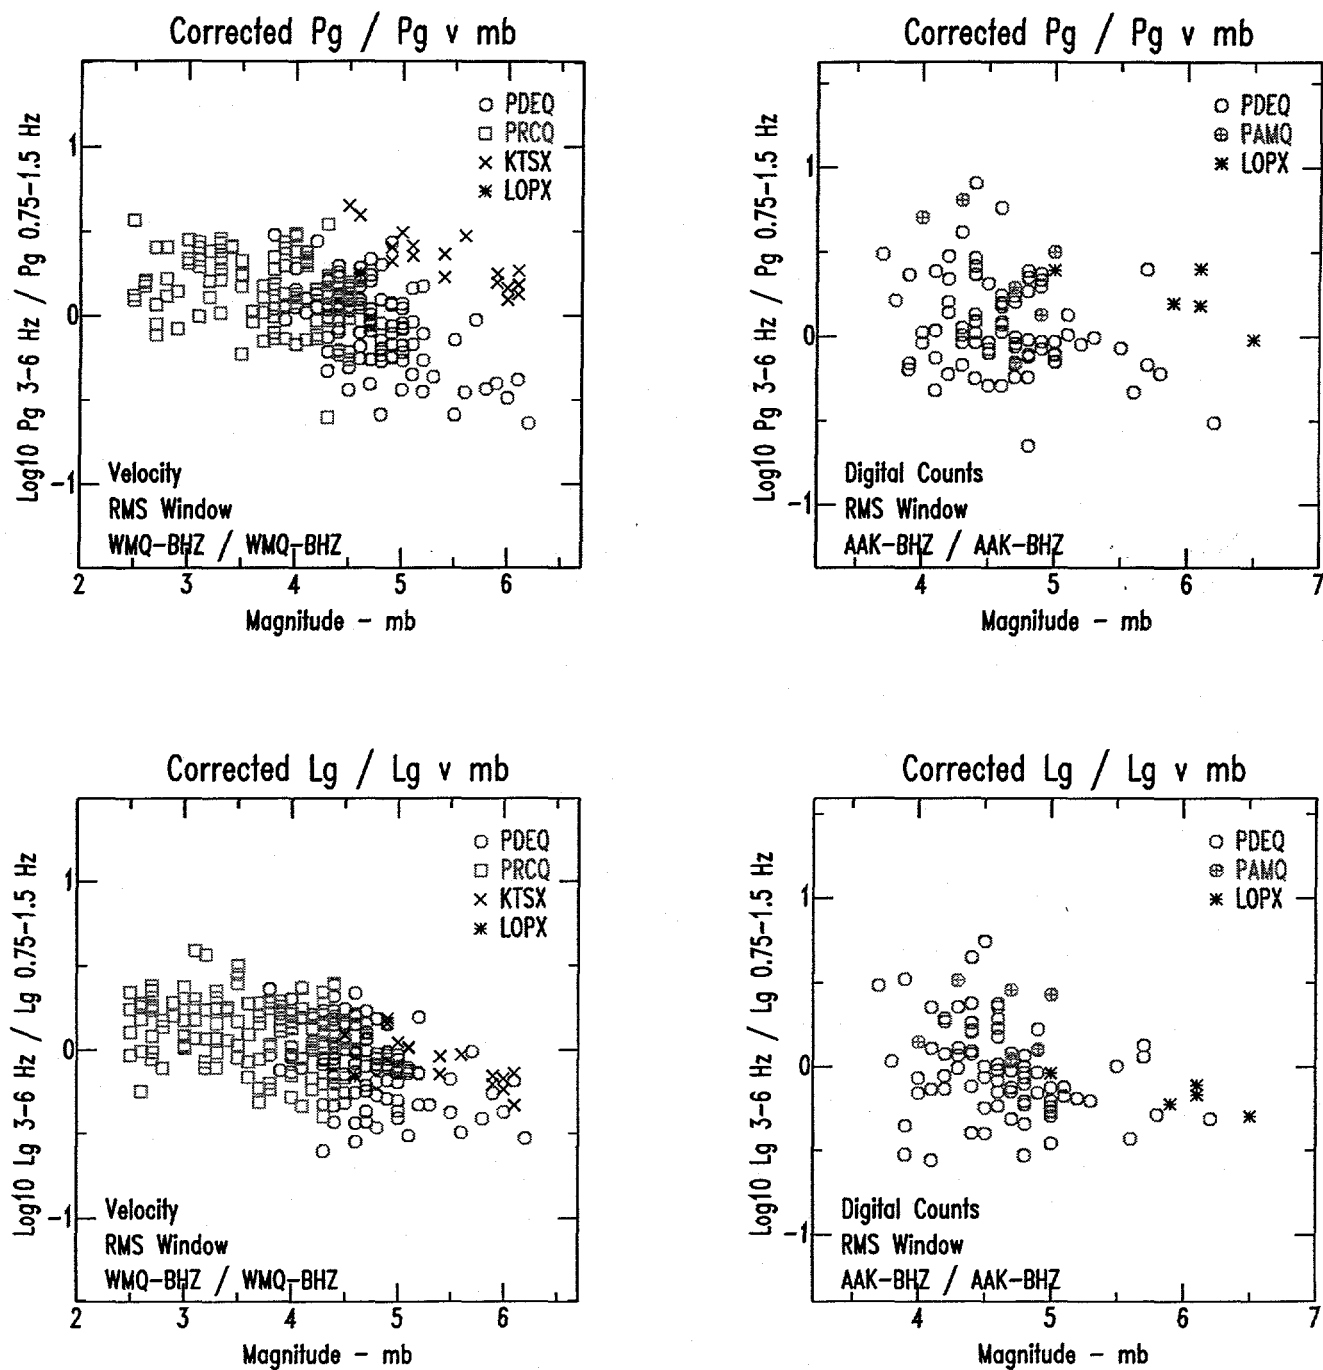 Corrected Pg / Pg v mb
Log10 Pg 3-6 Hz / Pg 0.75-1.5 Hz
1
0
-1
PDEQ
PRCQ
KTSX
LOPX
Velocity
RMS Window
WMQ-BHZ / WMQ-BHZ
2 3 4 5 6
Magnitude - mb
Corrected Pg / Pg v mb
Log10 Pg 3-6 Hz / Pg 0.75-1.5 Hz
1
0
-1
PDEQ
PAMQ
LOPX
Digital Counts
RMS Window
AAK-BHZ / AAK-BHZ
4 5 6 7
Magnitude - mb
Corrected Lg / Lg v mb
Log10 Lg 3-6 Hz / Lg 0.75-1.5 Hz
1
0
-1
PDEQ
PRCQ
KTSX
LOPX
Velocity
RMS Window
WMQ-BHZ / WMQ-BHZ
2 3 4 5 6
Magnitude - mb
Corrected Lg / Lg v mb
Log10 Lg 3-6 Hz / Lg 0.75-1.5 Hz
1
0
-1
PDEQ
PAMQ
LOPX
Digital Counts
RMS Window
AAK-BHZ / AAK-BHZ
4 5 6 7
Magnitude - mb